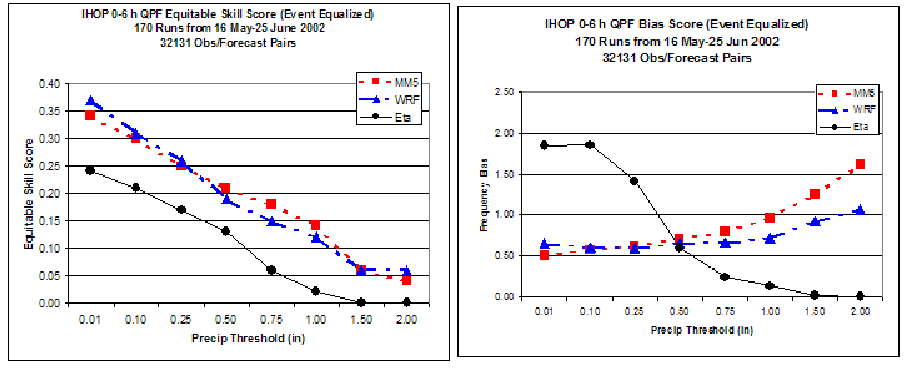 IHOP 0-6 h QPF Equitable Skill Score (Event Equalized)
170 Runs from 16 May-25 June 2002
32131 Obs/Forecast Pairs
MM5
WRF
Eta
Equitable Skill Score
0.40
0.35
0.30
0.25
0.20
0.15
0.10
0.05
0.00
0.01 0.10 0.25 0.50 0.75 1.00 1.50 2.00
Precip Threshold (in)
IHOP 0-6 h QPF Bias Score (Event Equalized)
170 Runs from 16 May-25 Jun 2002
32131 Obs/Forecast Pairs
MM5
WRF
Eta
Frequency Bias
2.50
2.00
1.50
1.00
0.50
0.00
0.01 0.10 0.25 0.50 0.75 1.00 1.50 2.00
Precip Threshold (in)